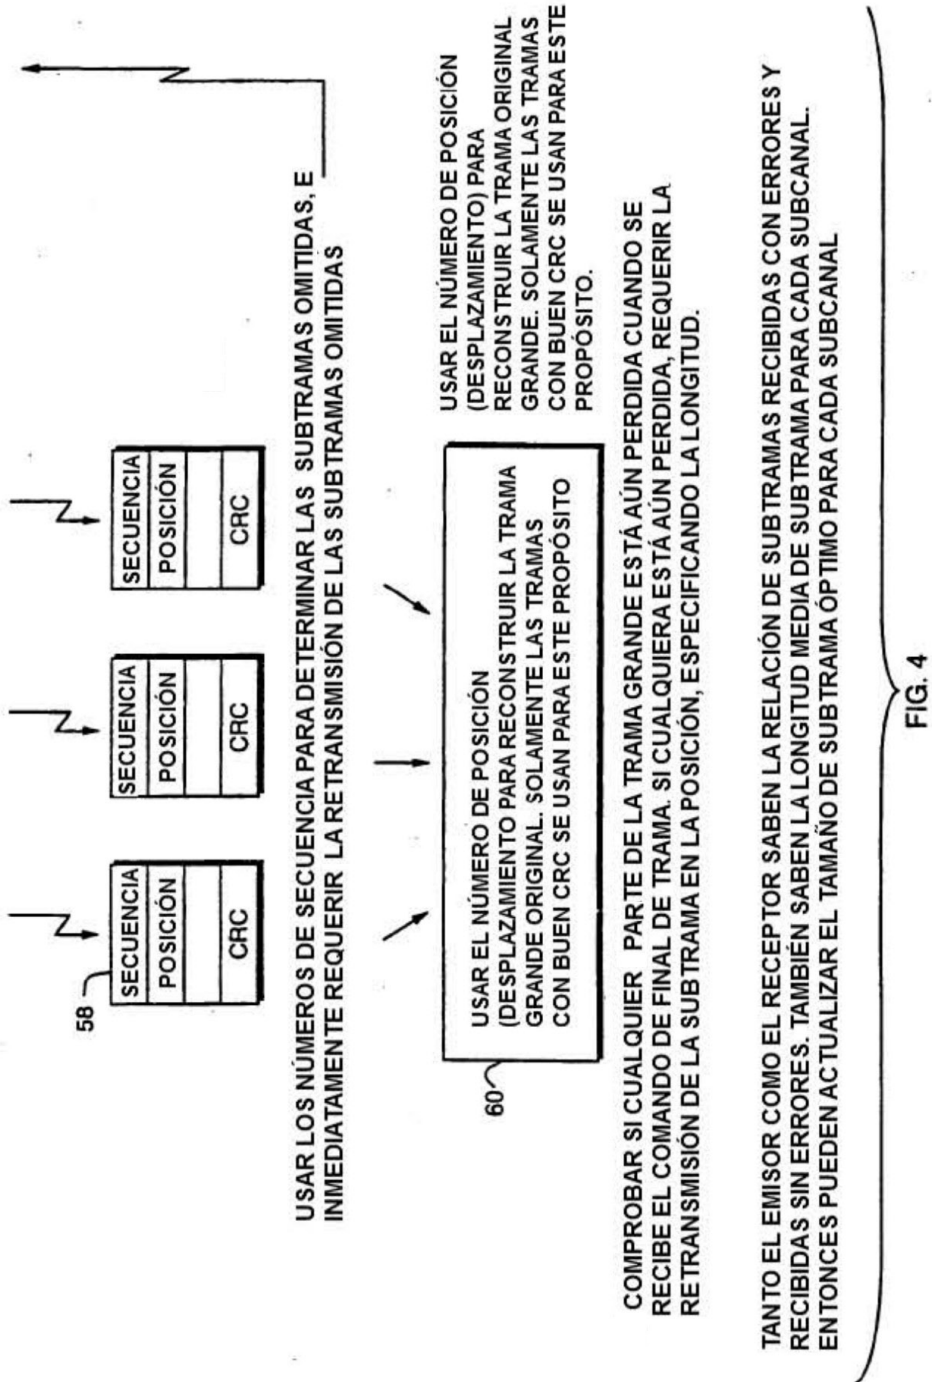 58
SECUENCIA
POSICIÓN
CRC
SECUENCIA
POSICIÓN
CRC
SECUENCIA
POSICIÓN
CRC
USAR LOS NÚMEROS DE SECUENCIA PARA DETERMINAR LAS SUBTRAMAS OMITIDAS, E
INMEDIATAMENTE REQUERIR LA RETRANSMISIÓN DE LAS SUBTRAMAS OMITIDAS
60
USAR EL NÚMERO DE POSICIÓN
(DESPLAZAMIENTO PARA RECONSTRUIR LA TRAMA
GRANDE ORIGINAL. SOLAMENTE LAS TRAMAS
CON BUEN CRC SE USAN PARA ESTE PROPÓSITO
USAR EL NÚMERO DE POSICIÓN
(DESPLAZAMIENTO) PARA
RECONSTRUIR LA TRAMA ORIGINAL
GRANDE. SOLAMENTE LAS TRAMAS
CON BUEN CRC SE USAN PARA ESTE
PROPÓSITO.
COMPROBAR SI CUALQUIER PARTE DE LA TRAMA GRANDE ESTÁ AÚN PERDIDA CUANDO SE
RECIBE EL COMANDO DE FINAL DE TRAMA. SI CUALQUIERA ESTÁ AÚN PERDIDA, REQUERIR LA
RETRANSMISIÓN DE LA SUBTRAMA EN LA POSICIÓN, ESPECIFICANDO LA LONGITUD.
TANTO EL EMISOR COMO EL RECEPTOR SABEN LA RELACIÓN DE SUBTRAMAS RECIBIDAS CON ERRORES Y
RECIBIDAS SIN ERRORES. TAMBIÉN SABEN LA LONGITUD MEDIA DE SUBTRAMA PARA CADA SUBCANAL.
ENTONCES PUEDEN ACTUALIZAR EL TAMAÑO DE SUBTRAMA ÓPTIMO PARA CADA SUBCANAL
FIG. 4